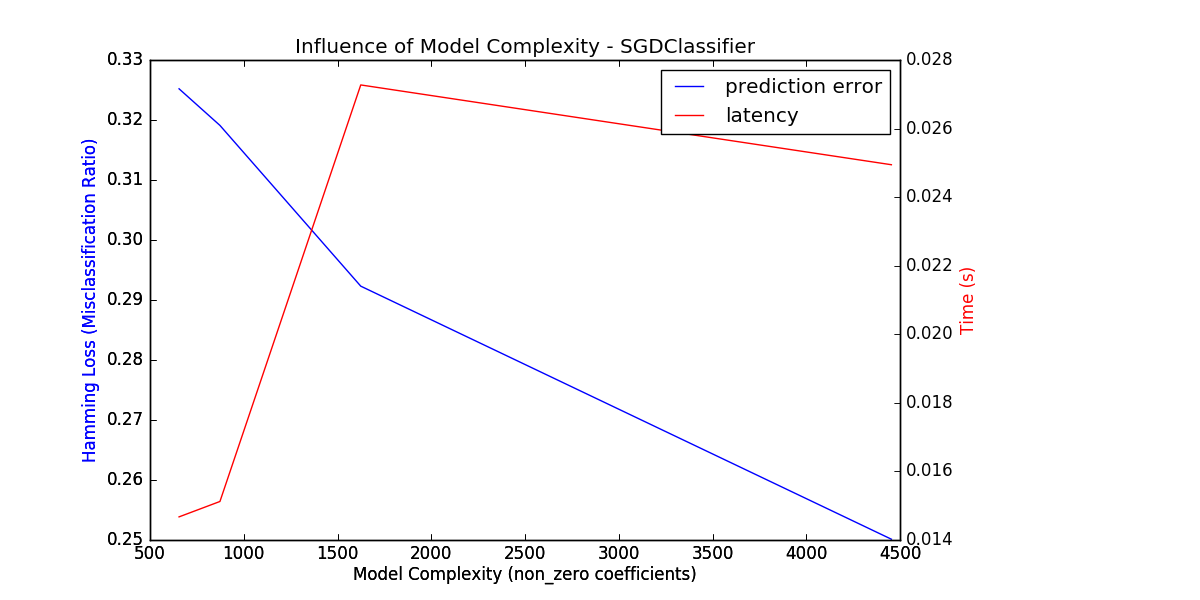 Influence of Model Complexity - SGDClassifier
prediction error
latency
Hamming Loss (Misclassification Ratio)
0.33
0.32
0.31
0.30
0.29
0.28
0.27
0.26
0.25
0.028
0.026
0.024
0.022
0.020
0.018
0.016
0.014
Time (s)
500 1000 1500 2000 2500 3000 3500 4000 4500
Model Complexity (non_zero coefficients)